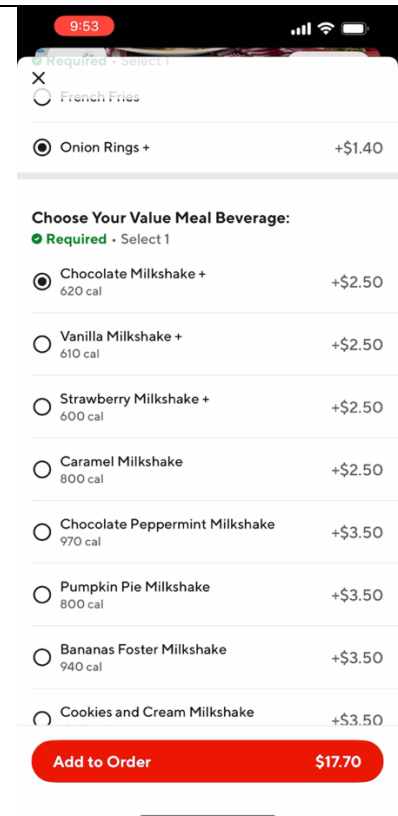 9:53
Required • Select 1
French Fries
Onion Rings +
+$1.40
Choose Your Value Meal Beverage:
Required • Select 1
Chocolate Milkshake +
+$2.50
620 cal
Vanilla Milkshake +
+$2.50
610 cal
Strawberry Milkshake +
+$2.50
600 cal
Caramel Milkshake
+$2.50
800 cal
Chocolate Peppermint Milkshake
+$3.50
970 cal
Pumpkin Pie Milkshake
+$3.50
800 cal
Bananas Foster Milkshake
+$3.50
940 cal
Cookies and Cream Milkshake
+$3.50
Add to Order
$17.70